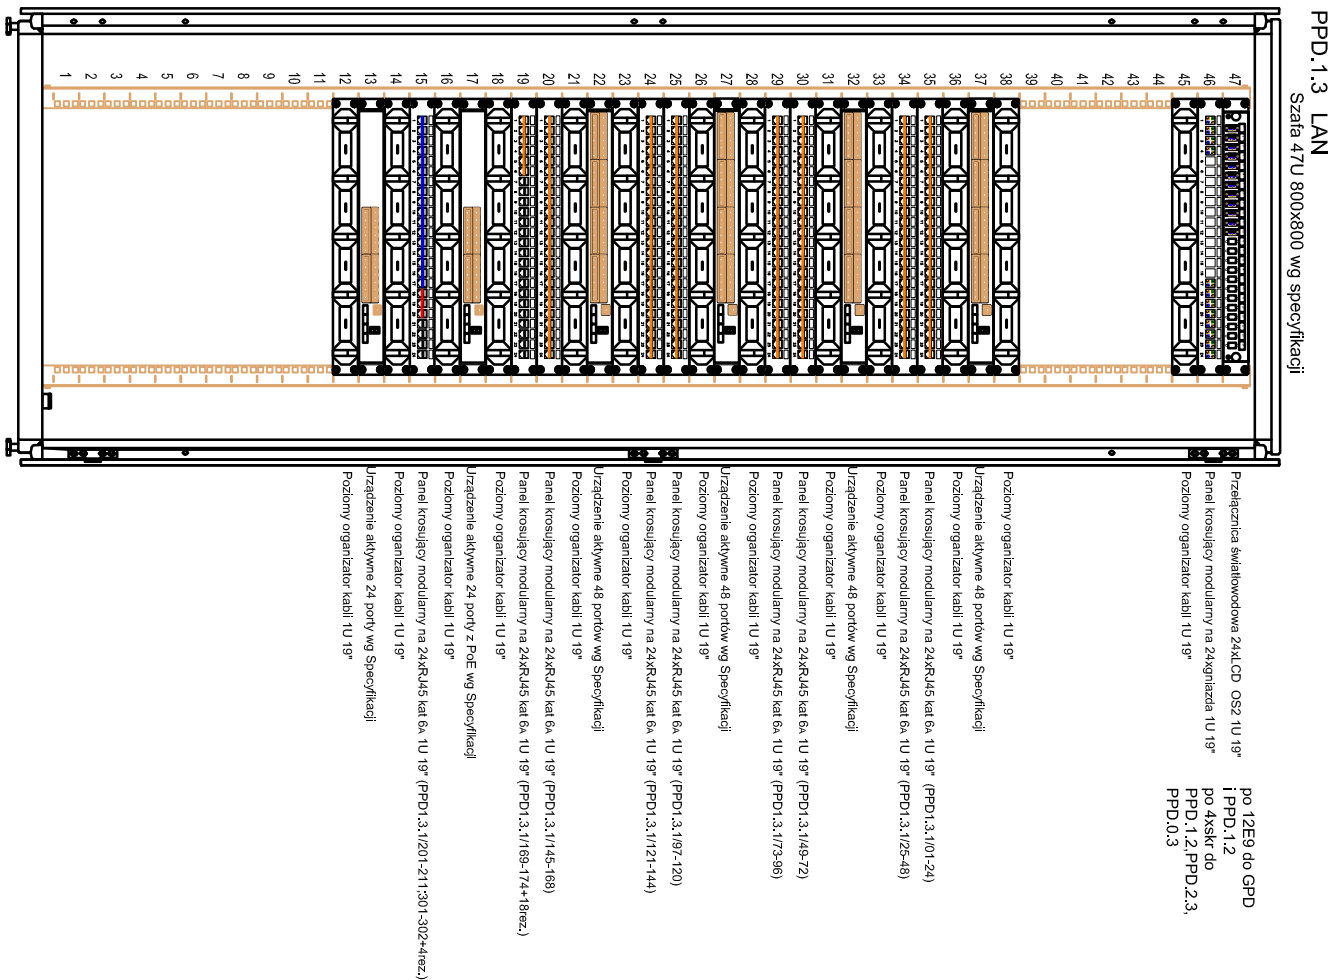 PPD.1.3 LAN
Szafa 47U 800x800 wg specyfikacji
47
46
45
44
43
42
41
40
39
38
37
36
35
34
33
32
31
30
29
28
27
26
25
24
23
22
21
20
19
18
17
16
15
14
13
12
11
10
9
8
7
6
5
4
3
2
1
Przełącznica światłowodowa 24xLCD OS2 1U 19"
Panel krosujący modularny na 24xgniazda 1U 19"
Poziomy organizator kabli 1U 19"
po 12E9 do GPD
i PPD.1.2
po 4xskr do
PPD.1.2,PPD.2.3,
PPD.0.3
Poziomy organizator kabli 1U 19"
Urządzenie aktywne 48 portów wg Specyfikacji
Poziomy organizator kabli 1U 19"
Panel krosujący modularny na 24xRJ45 kat 6A 1U 19" (PPD1.3.1/01-24)
Panel krosujący modularny na 24xRJ45 kat 6A 1U 19" (PPD1.3.1/25-48)
Poziomy organizator kabli 1U 19"
Urządzenie aktywne 48 portów wg Specyfikacji
Poziomy organizator kabli 1U 19"
Panel krosujący modularny na 24xRJ45 kat 6A 1U 19" (PPD1.3.1/49-72)
Panel krosujący modularny na 24xRJ45 kat 6A 1U 19" (PPD1.3.1/73-96)
Poziomy organizator kabli 1U 19"
Urządzenie aktywne 48 portów wg Specyfikacji
Poziomy organizator kabli 1U 19"
Panel krosujący modularny na 24xRJ45 kat 6A 1U 19" (PPD1.3.1/97-120)
Panel krosujący modularny na 24xRJ45 kat 6A 1U 19" (PPD1.3.1/121-144)
Poziomy organizator kabli 1U 19"
Urządzenie aktywne 48 portów wg Specyfikacji
Poziomy organizator kabli 1U 19"
Panel krosujący modularny na 24xRJ45 kat 6A 1U 19" (PPD1.3.1/145-168)
Panel krosujący modularny na 24xRJ45 kat 6A 1U 19" (PPD1.3.1/169-174+18rez.)
Poziomy organizator kabli 1U 19"
Urządzenie aktywne 24 porty z PoE wg Specyfikacji
Poziomy organizator kabli 1U 19"
Panel krosujący modularny na 24xRJ45 kat 6A 1U 19" (PPD1.3.1/201-211;301-302+4rez.)
Poziomy organizator kabli 1U 19"
Urządzenie aktywne 24 porty wg Specyfikacji
Poziomy organizator kabli 1U 19"